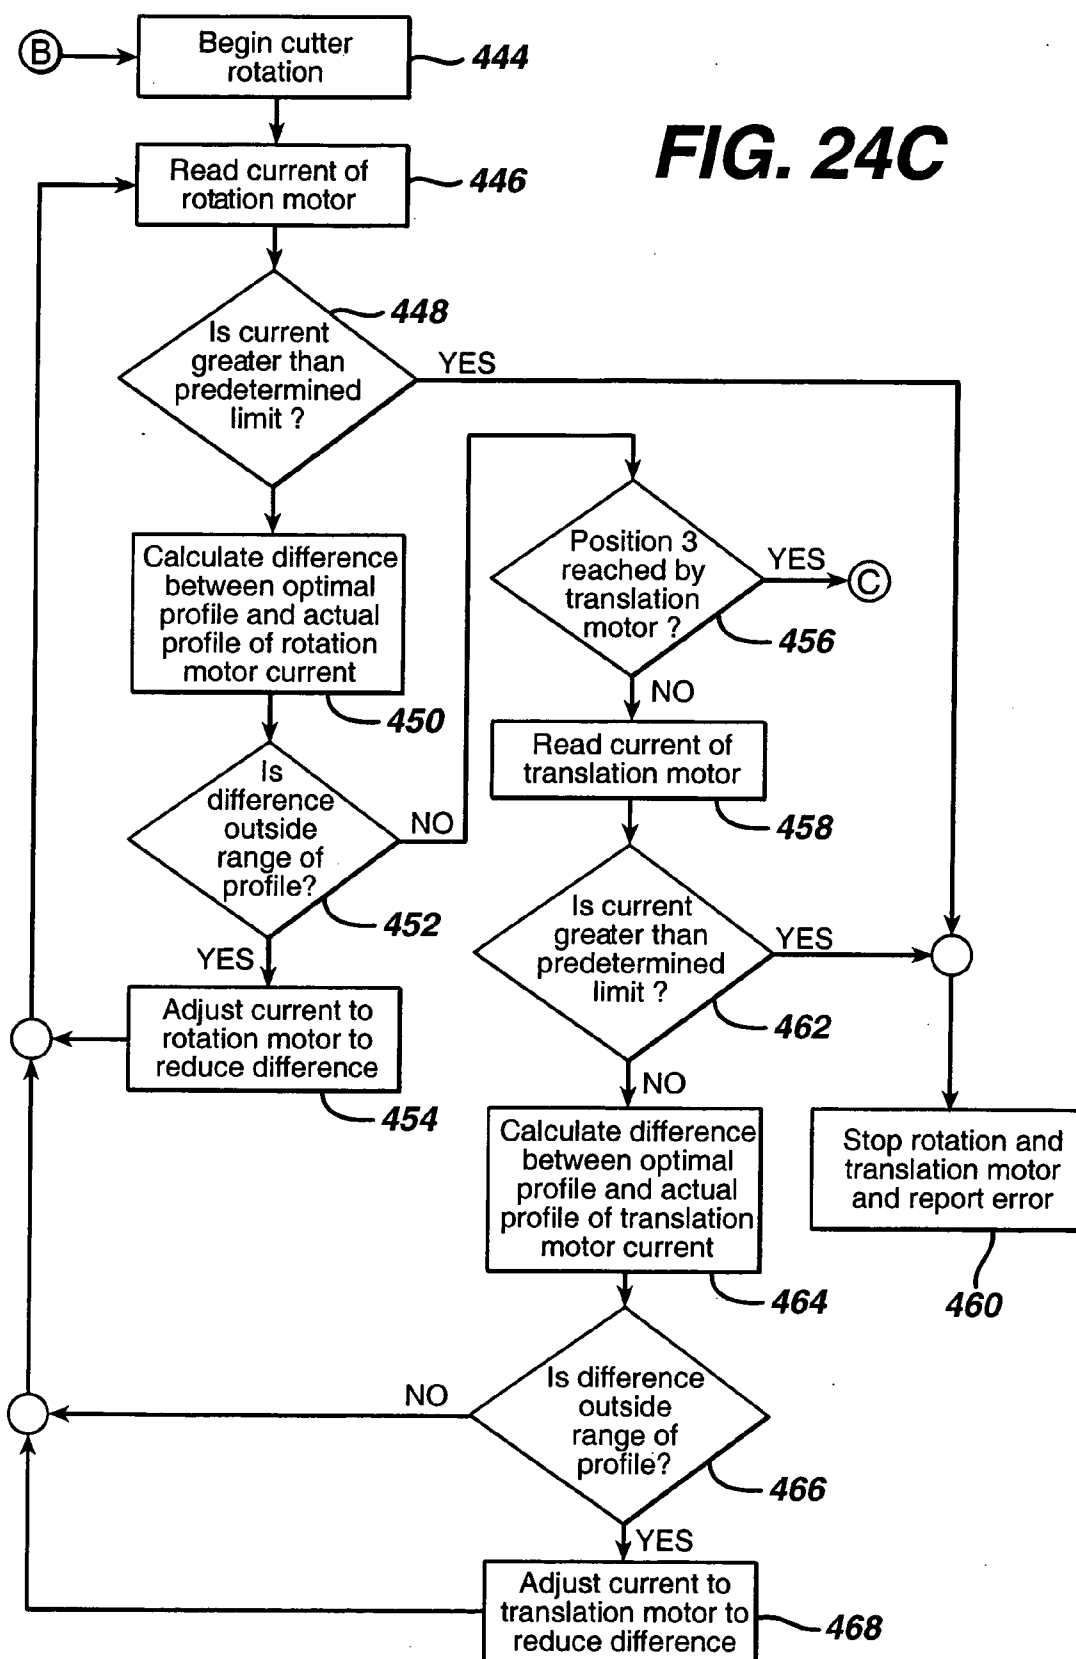 B
Begin cutter
rotation
444
FIG. 24C
Read current of
rotation motor
446
448
Is current
greater than
predetermined
limit ?
YES
Calculate difference
between optimal
profile and actual
profile of rotation
motor current
450
Is
difference
outside
range of
profile?
NO
452
YES
Adjust current to
rotation motor to
reduce difference
454
Position 3
reached by
translation
motor ?
YES
C
456
NO
Read current of
translation motor
458
Is current
greater than
predetermined
limit ?
YES
462
NO
Stop rotation and
translation motor
and report error
460
Calculate difference
between optimal
profile and actual
profile of translation
motor current
464
Is difference
outside
range of
profile?
NO
466
YES
Adjust current to
translation motor to
reduce difference
468